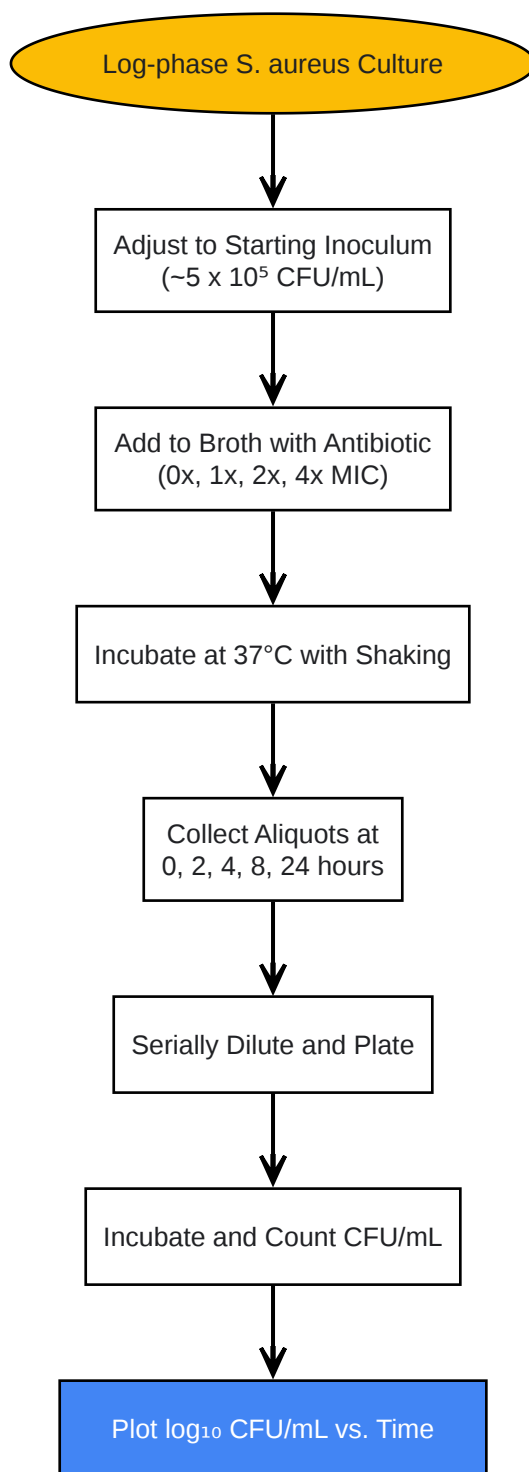 Log-phase S. aureus Culture
Adjust to Starting Inoculum
(~5 x 10⁵ CFU/mL)
Add to Broth with Antibiotic
(0x, 1x, 2x, 4x MIC)
Incubate at 37°C with Shaking
Collect Aliquots at
0, 2, 4, 8, 24 hours
Serially Dilute and Plate
Incubate and Count CFU/mL
Plot log₁₀ CFU/mL vs. Time